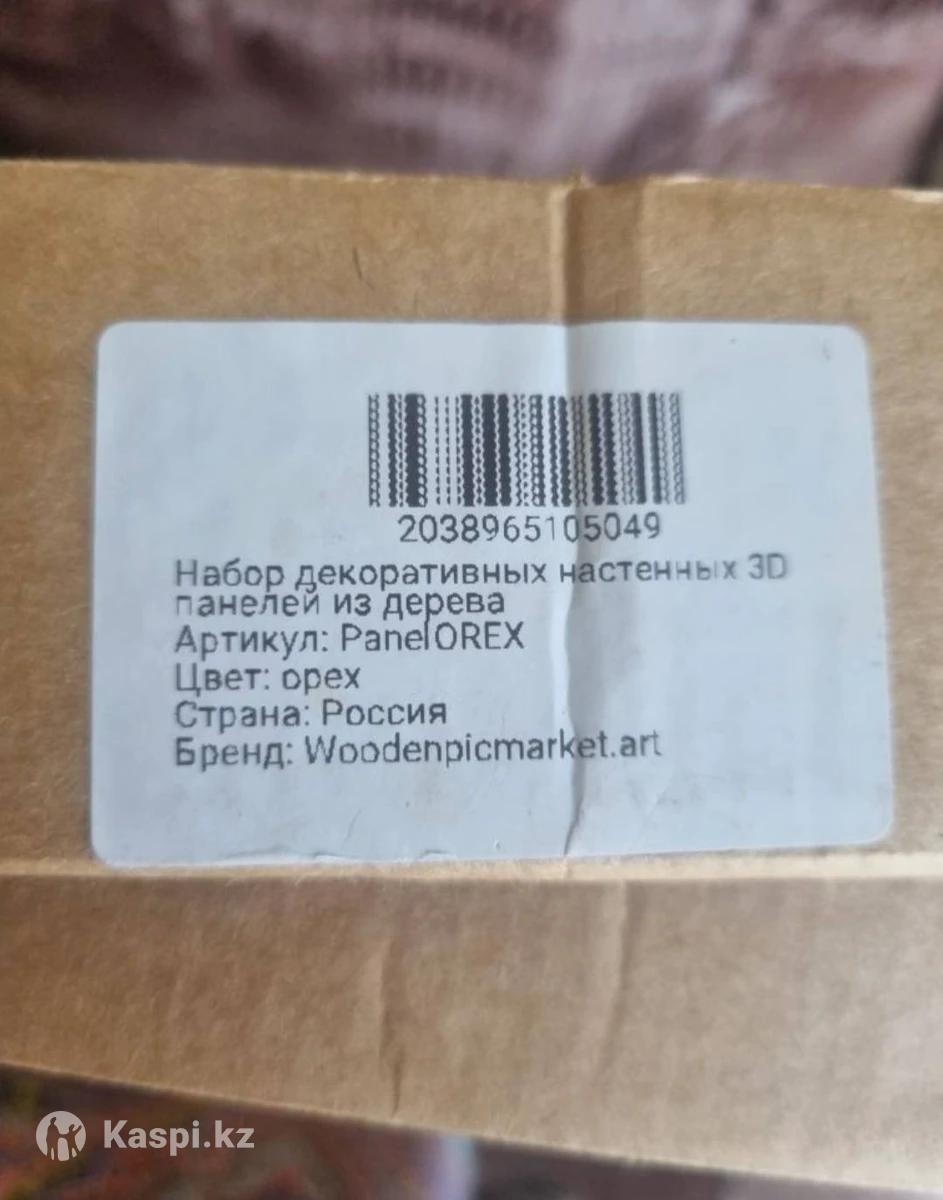 2038965105049
Набор декоративных настенных 3D
панелей из дерева
Артикул: PanelOREX
Цвет: орех
Страна: Россия
Бренд: Woodenpicmarket.art
Kaspi.kz